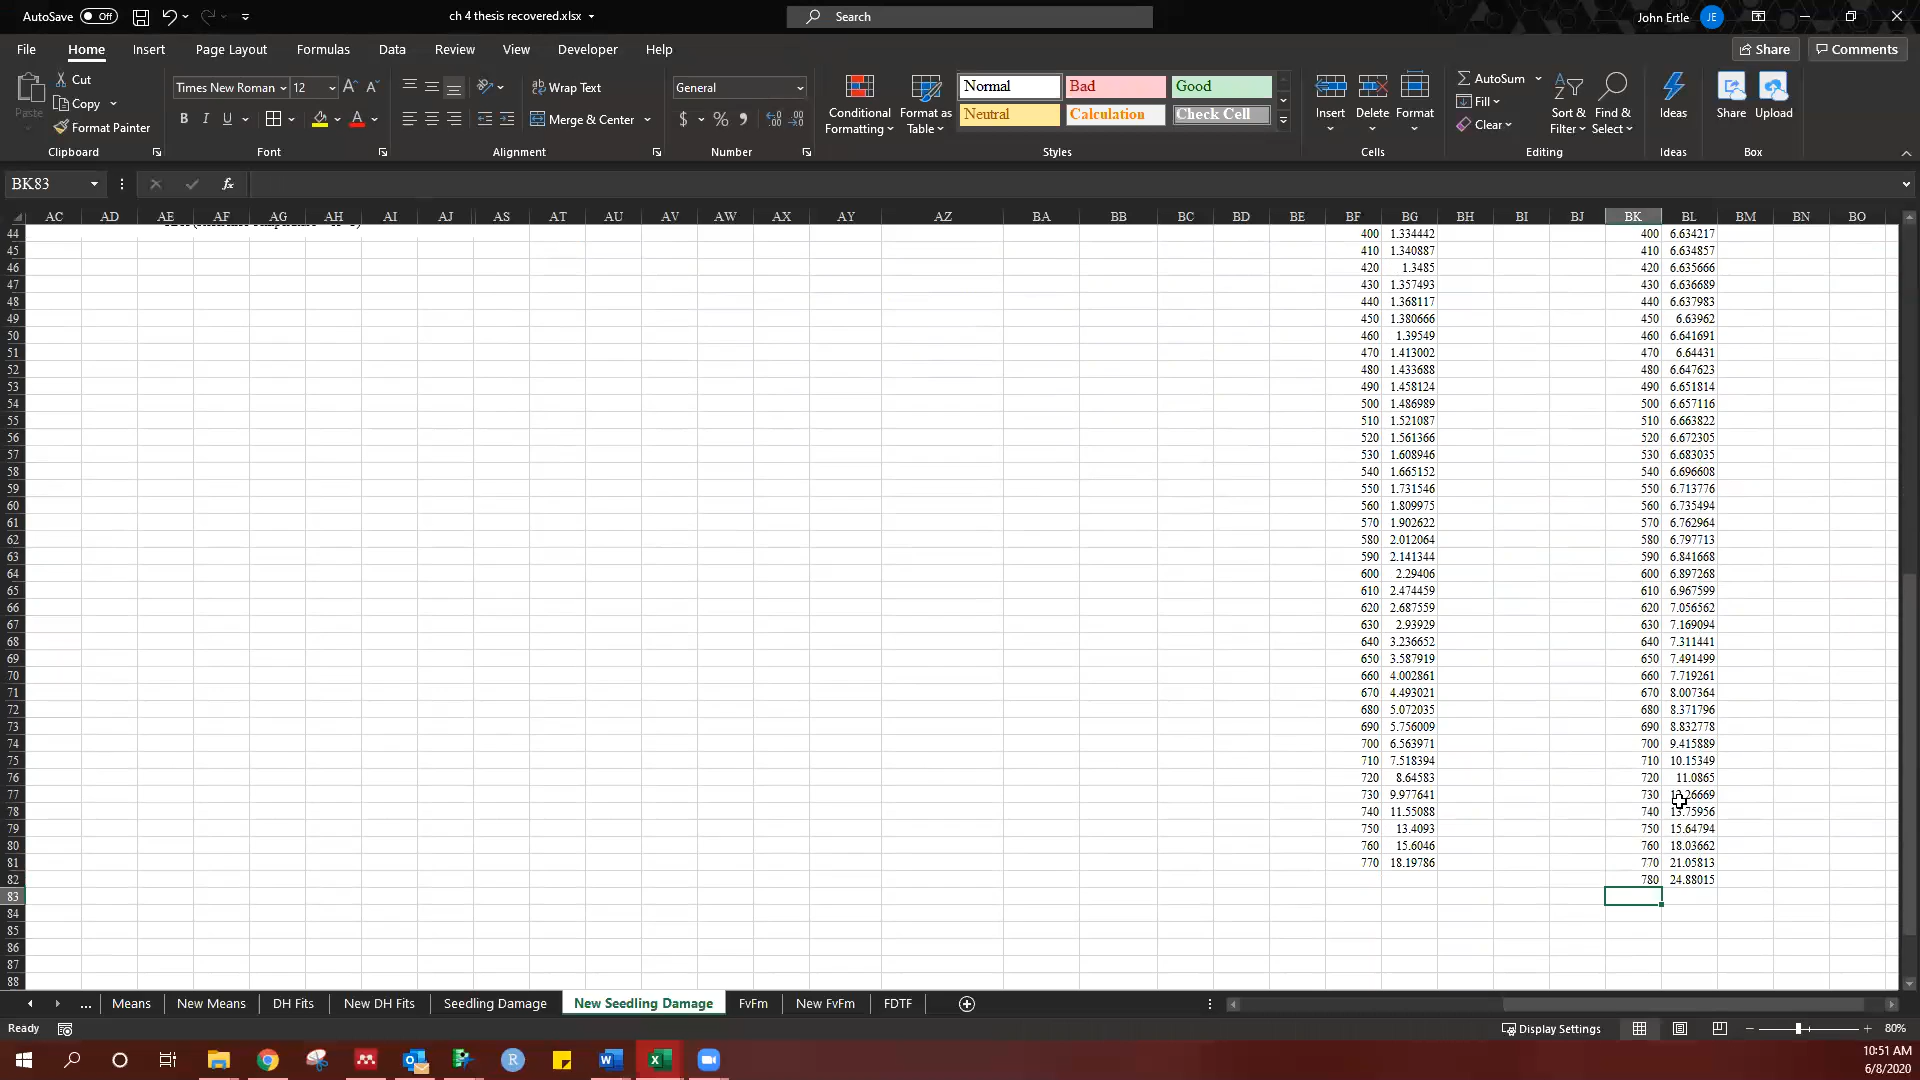 AutoSave Off ch 4 thesis recovered.xlsx Search John Ertle JE
File Home Insert Page Layout Formulas Data Review View Developer Help Share Comments
Paste Cut Copy Format Painter Clipboard
Times New Roman 12 B I U A Font
Wrap Text Merge & Center Alignment
General $ % Number
Conditional Formatting Format as Table Normal Bad Good Neutral Calculation Check Cell Styles
Insert Delete Format Cells
AutoSum Fill Clear Sort & Filter Find & Select Editing
Ideas Ideas
Share Upload Box
BK83 fx
AC AD AE AF AG AH AI AJ AS AT AU AV AW AX AY AZ BA BB BC BD BE BF BG BH BI BJ BK BL BM BN BO
44 400 1.334442 400 6.634217
45 410 1.340887 410 6.634857
46 420 1.3485 420 6.635666
47 430 1.357493 430 6.636689
48 440 1.368117 440 6.637983
49 450 1.380666 450 6.63962
50 460 1.39549 460 6.641691
51 470 1.413002 470 6.64431
52 480 1.433688 480 6.647623
53 490 1.458124 490 6.651814
54 500 1.486989 500 6.657116
55 510 1.521087 510 6.663822
56 520 1.561366 520 6.672305
57 530 1.608946 530 6.683035
58 540 1.665152 540 6.696608
59 550 1.731546 550 6.713776
60 560 1.809975 560 6.735494
61 570 1.902622 570 6.762964
62 580 2.012064 580 6.797713
63 590 2.141344 590 6.841668
64 600 2.29406 600 6.897268
65 610 2.474459 610 6.967599
66 620 2.687559 620 7.056562
67 630 2.93929 630 7.169094
68 640 3.236652 640 7.311441
69 650 3.587919 650 7.491499
70 660 4.002861 660 7.719261
71 670 4.493021 670 8.007364
72 680 5.072035 680 8.371796
73 690 5.756009 690 8.832778
74 700 6.563971 700 9.415889
75 710 7.518394 710 10.15349
76 720 8.64583 720 11.0865
77 730 9.977641 730
78 740 11.55088 740 13.75956
79 750 13.4093 750 15.64794
80 760 15.6046 760 18.03662
81 770 18.19786 770 21.05813
82 780 24.88015
83
84
85
86
87
88
... Means New Means DH Fits New DH Fits Seedling Damage New Seedling Damage FvFm New FvFm FDTF
Ready Display Settings 80%
10:51 AM
6/8/2020